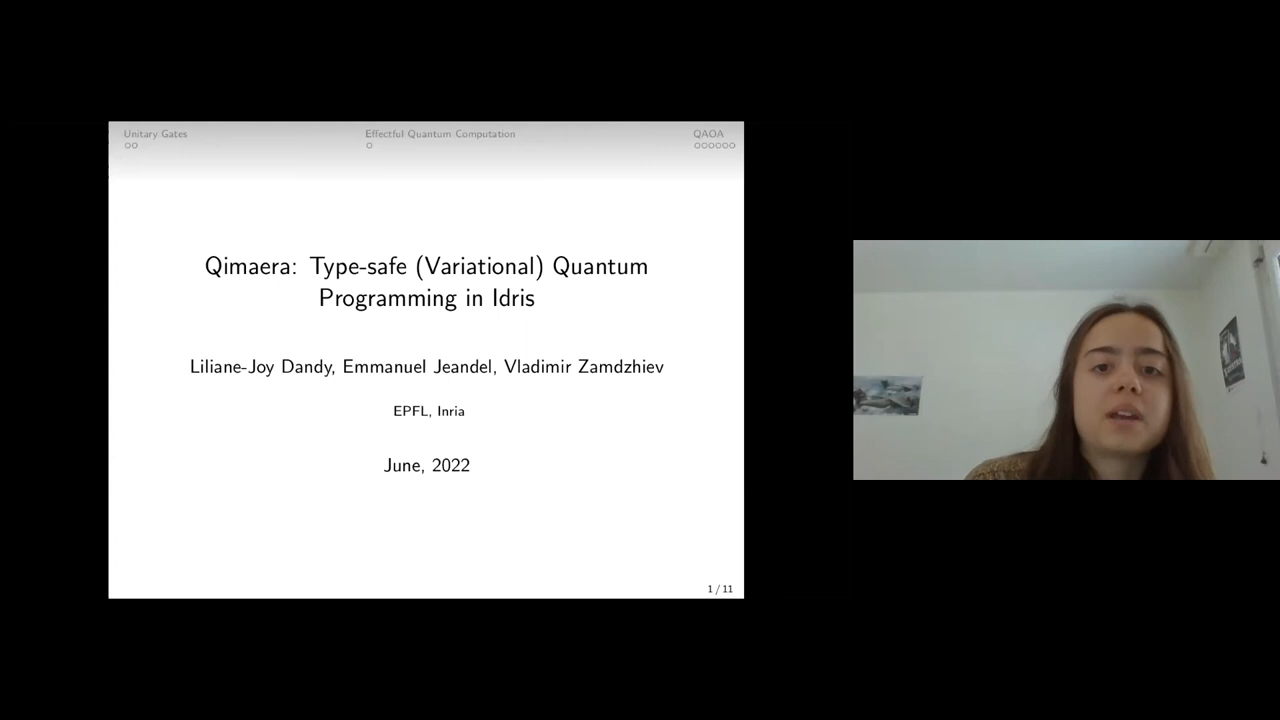 Unitary Gates
Effectful Quantum Computation
QAOA
Qimaera: Type-safe (Variational) Quantum
Programming in Idris
Liliane-Joy Dandy, Emmanuel Jeandel, Vladimir Zamdzhiev
EPFL, Inria
June, 2022
1 / 11